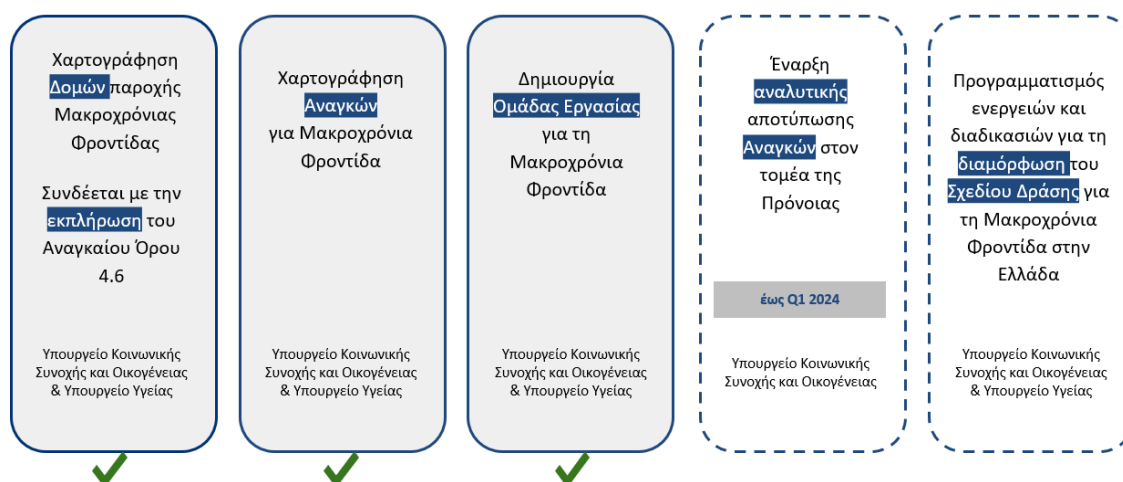 Χαρτογράφηση
Δομών παροχής
Μακροχρόνιας
Φροντίδας
Συνδέεται με την
εκπλήρωση του
Αναγκαίου Όρου
4.6
Υπουργείο Κοινωνικής
Συνοχής και Οικογένειας
& Υπουργείο Υγείας
Χαρτογράφηση
Αναγκών
για Μακροχρόνια
Φροντίδα
Υπουργείο Κοινωνικής
Συνοχής και Οικογένειας
& Υπουργείο Υγείας
Δημιουργία
Ομάδας Εργασίας
για τη
Μακροχρόνια
Φροντίδα
Υπουργείο Κοινωνικής
Συνοχής και Οικογένειας
& Υπουργείο Υγείας
Έναρξη
αναλυτικής
αποτύπωσης
Αναγκών στον
τομέα της
Πρόνοιας
έως Q1 2024
Υπουργείο Κοινωνικής
Συνοχής και Οικογένειας
Προγραμματισμός
ενεργειών και
διαδικασιών για τη
διαμόρφωση του
Σχεδίου Δράσης για
τη Μακροχρόνια
Φροντίδα στην
Ελλάδα
Υπουργείο Κοινωνικής
Συνοχής και Οικογένειας
& Υπουργείο Υγείας